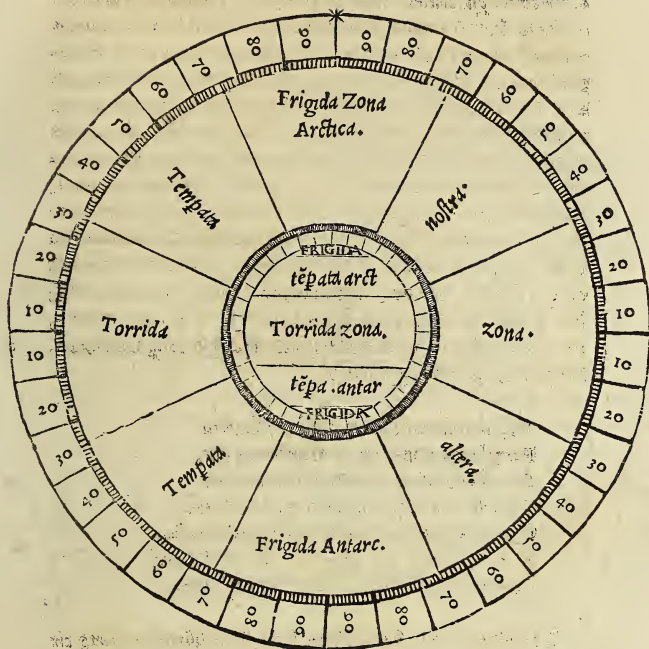 90 80 70 60 50 40 30 20 10 10 20 30 40 50 60 70 80 90 90 80 70 60 50 40 30 20 10 10 20 30 40 50 60 70 80 90
Frigida Zona
Arctica.
Tempata
noſtra.
FRIGIDA
tẽpata arct
Torrida
Torrida zona.
zona.
tẽpa .antar
FRIGIDA
Tempata
altera.
Frigida Antarc.